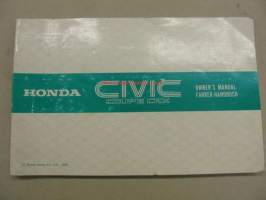 HONDA
CIVIC
COUPE CRX
OWNER'S MANUAL
FAHRER-HANDBUCH